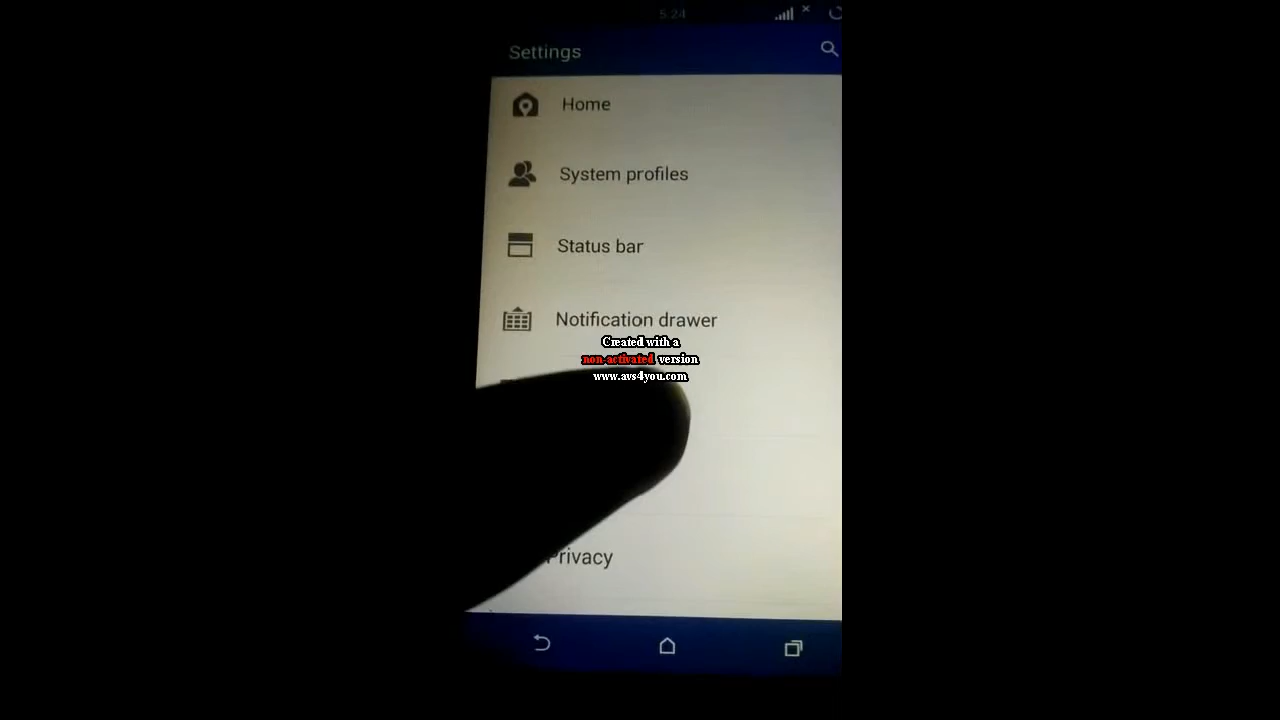 5:24
Settings
Home
System profiles
Status bar
Notification drawer
Created with a
non-activated version
www.avs4you.com
Privacy